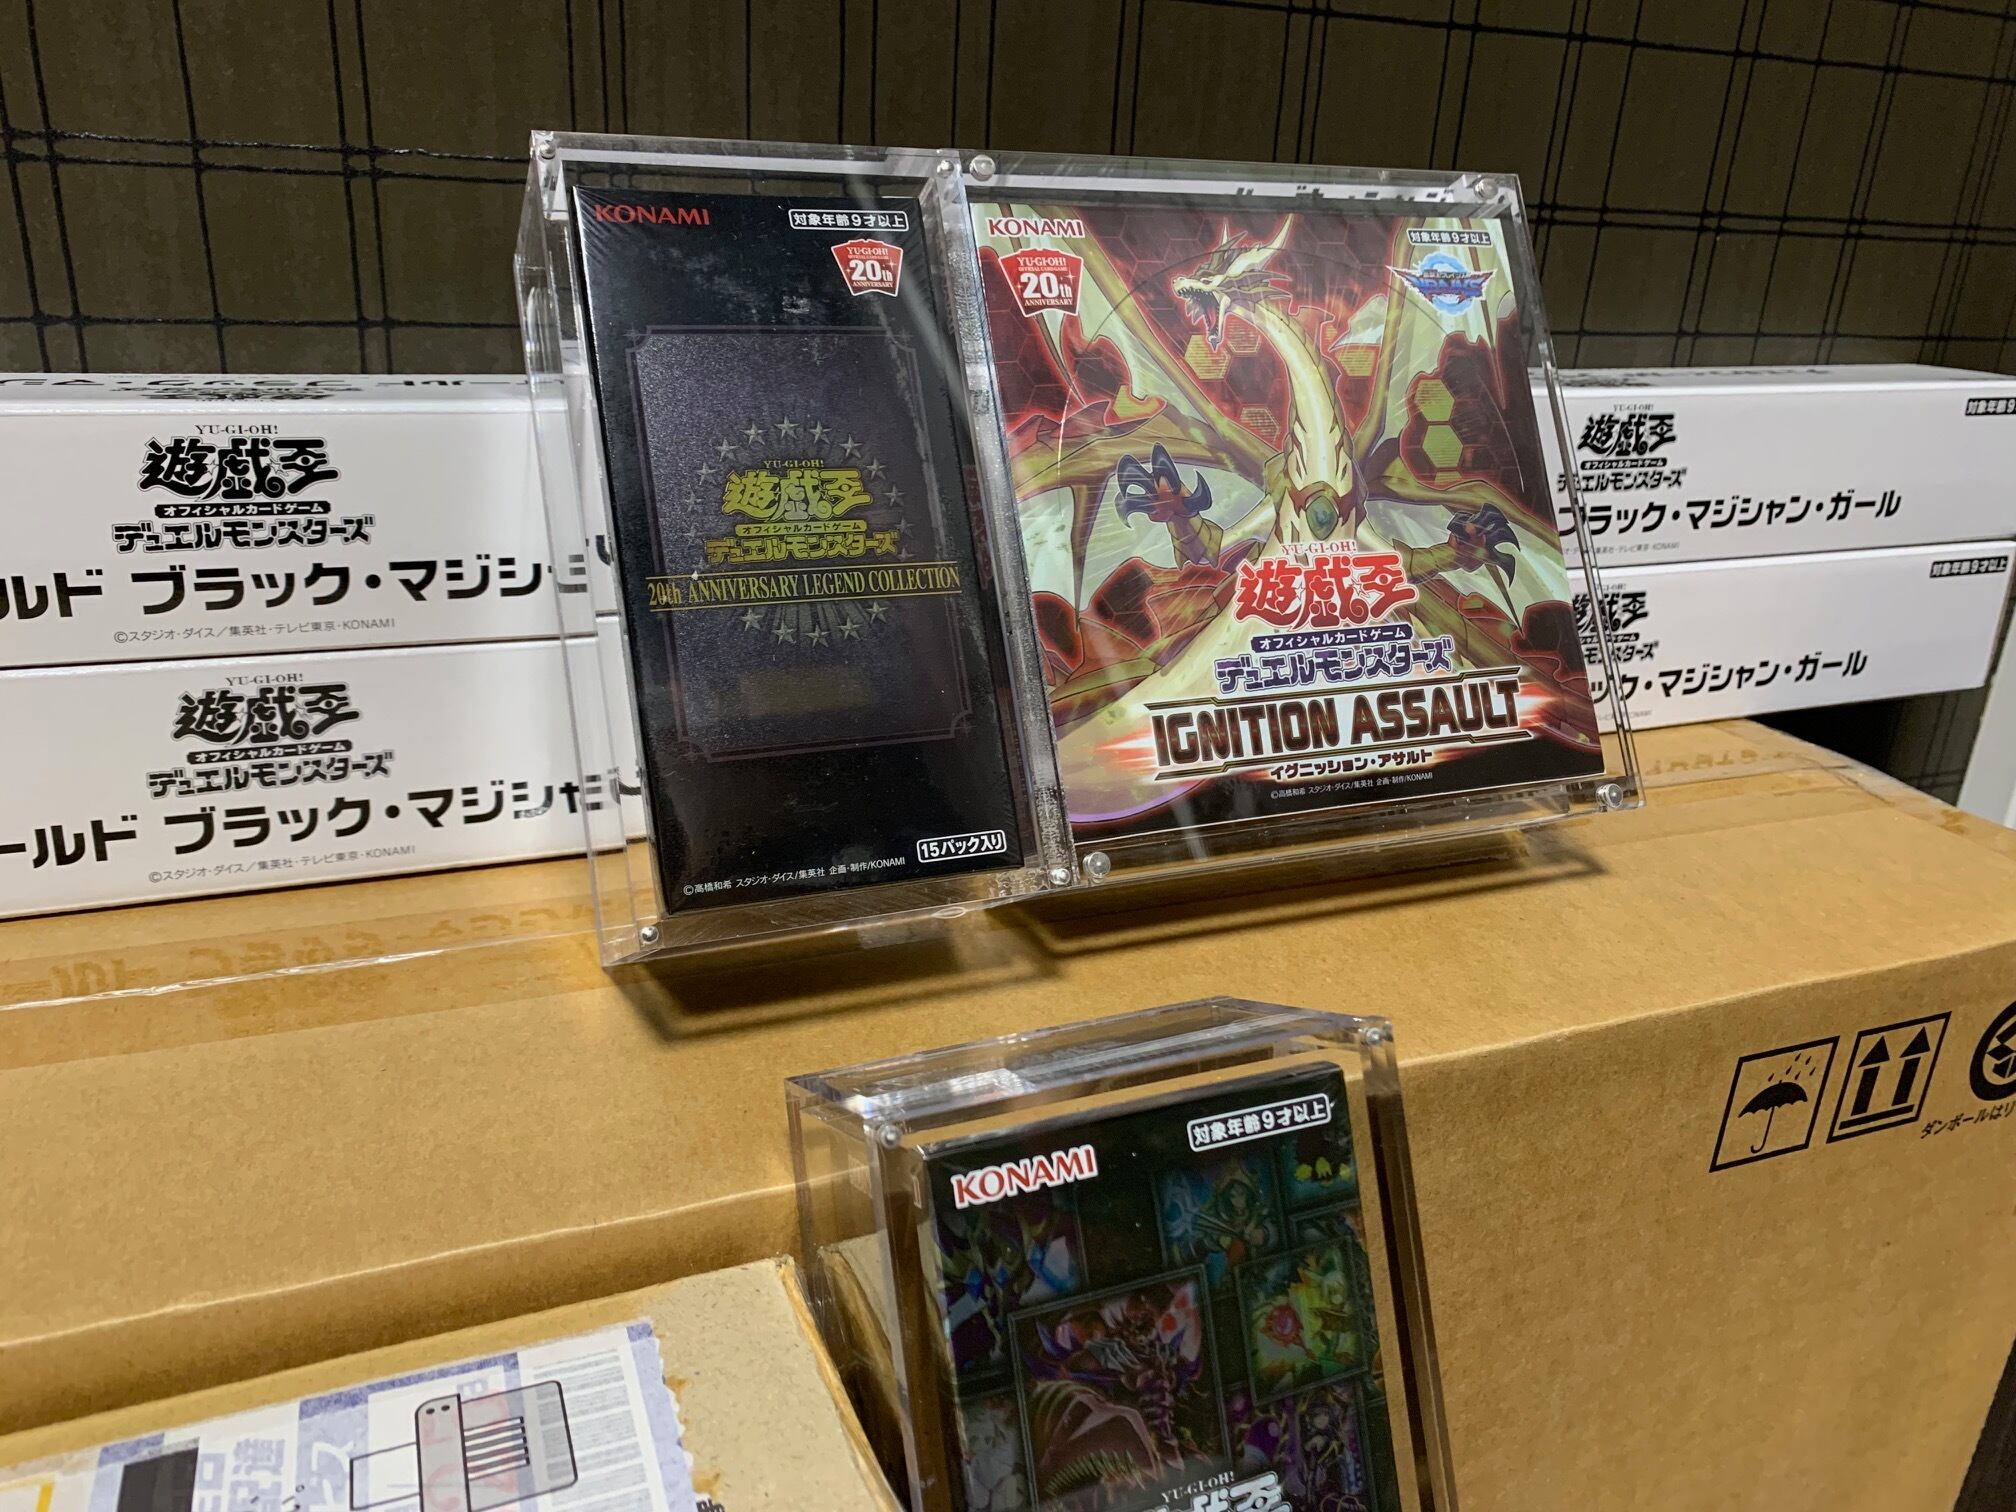 YU-GI-OH!
遊戯王
オフィシャルカードゲーム
デュエルモンスターズ
ルド ブラック・マジシ
©スタジオ・ダイス／集英社・テレビ東京・KONAMI
YU-GI-OH!
遊戯王
オフィシャルカードゲーム
デュエルモンスターズ
ールド ブラック・マジシ
©スタジオ・ダイス／集英社・テレビ東京・KONAMI
KONAMI
対象年齢9才以上
YU-GI-OH!
OFFICIAL CARD GAME
20th
ANNIVERSARY
YU-GI-OH!
遊戯王
オフィシャルカードゲーム
デュエルモンスターズ
20th ANNIVERSARY LEGEND COLLECTION
15パック入り
©高橋和希 スタジオ・ダイス/集英社 企画・制作/KONAMI
KONAMI
対象年齢9才以上
YU-GI-OH!
OFFICIAL CARD GAME
20th
ANNIVERSARY
VRAINS
YU-GI-OH!
遊戯王
オフィシャルカードゲーム
デュエルモンスターズ
IGNITION ASSAULT
イグニッション・アサルト
©高橋和希 スタジオ・ダイス/集英社 企画・制作/KONAMI
対象年齢9
YU-GI-OH!
遊戯王
オフィシャルカードゲーム
デュエルモンスターズ
ブラック・マジシャン・ガール
対象年齢9才以上
ック・マジシャン・ガール
ダンボールはリ
KONAMI
対象年齢9才以上
YU-GI-OH!